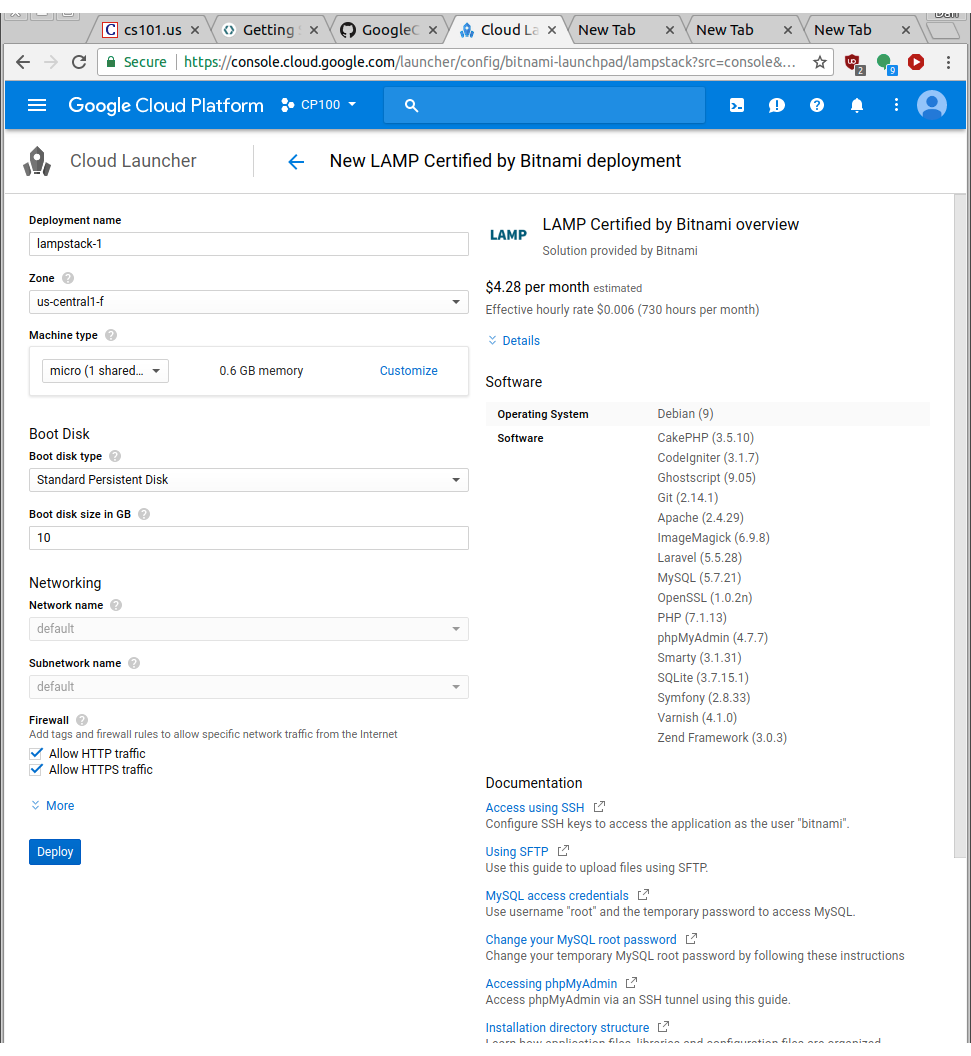 cs101.us
Getting
GoogleC
Cloud La
New Tab
New Tab
New Tab
Secure
https://console.cloud.google.com/launcher/config/bitnami-launchpad/lampstack?src=console&...
2
9
Google Cloud Platform
CP100
Cloud Launcher
New LAMP Certified by Bitnami deployment
Deployment name
lampstack-1
Zone
us-central1-f
Machine type
micro (1 shared...
0.6 GB memory
Customize
Boot Disk
Boot disk type
Standard Persistent Disk
Boot disk size in GB
10
Networking
Network name
default
Subnetwork name
default
Firewall
Add tags and firewall rules to allow specific network traffic from the Internet
Allow HTTP traffic
Allow HTTPS traffic
More
Deploy
LAMP
LAMP Certified by Bitnami overview
Solution provided by Bitnami
$4.28 per month estimated
Effective hourly rate $0.006 (730 hours per month)
Details
Software
Operating System
Debian (9)
Software
CakePHP (3.5.10)
CodeIgniter (3.1.7)
Ghostscript (9.05)
Git (2.14.1)
Apache (2.4.29)
ImageMagick (6.9.8)
Laravel (5.5.28)
MySQL (5.7.21)
OpenSSL (1.0.2n)
PHP (7.1.13)
phpMyAdmin (4.7.7)
Smarty (3.1.31)
SQLite (3.7.15.1)
Symfony (2.8.33)
Varnish (4.1.0)
Zend Framework (3.0.3)
Documentation
Access using SSH
Configure SSH keys to access the application as the user "bitnami".
Using SFTP
Use this guide to upload files using SFTP.
MySQL access credentials
Use username "root" and the temporary password to access MySQL.
Change your MySQL root password
Change your temporary MySQL root password by following these instructions
Accessing phpMyAdmin
Access phpMyAdmin via an SSH tunnel using this guide.
Installation directory structure
Learn how application files, libraries and configuration files are organized